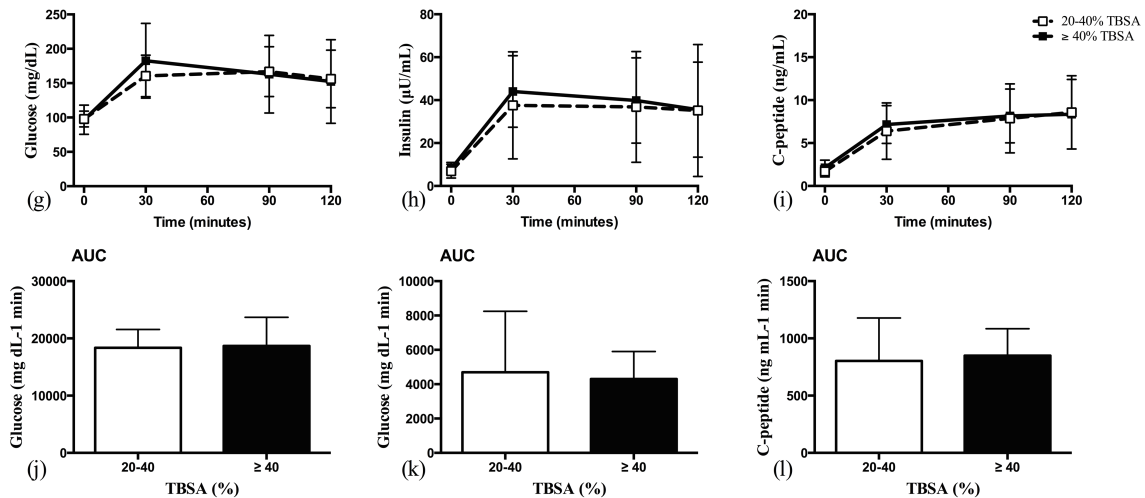 250
200
150
100
50
0
Glucose (mg/dL)
0 30 90 120
Time (minutes)
(g)
80
60
40
20
0
Insulin (µU/mL)
0 30 90 120
Time (minutes)
(h)
20
15
10
5
0
C-peptide (ng/mL)
0 30 90 120
Time (minutes)
(i)
20-40% TBSA
≥ 40% TBSA
AUC
30000
20000
10000
0
Glucose (mg dL-1 min)
20-40 ≥ 40
TBSA (%)
(j)
AUC
10000
8000
6000
4000
2000
0
Glucose (mg dL-1 min)
20-40 ≥ 40
TBSA (%)
(k)
AUC
1500
1000
500
0
C-peptide (ng mL-1 min)
20-40 ≥ 40
TBSA (%)
(l)